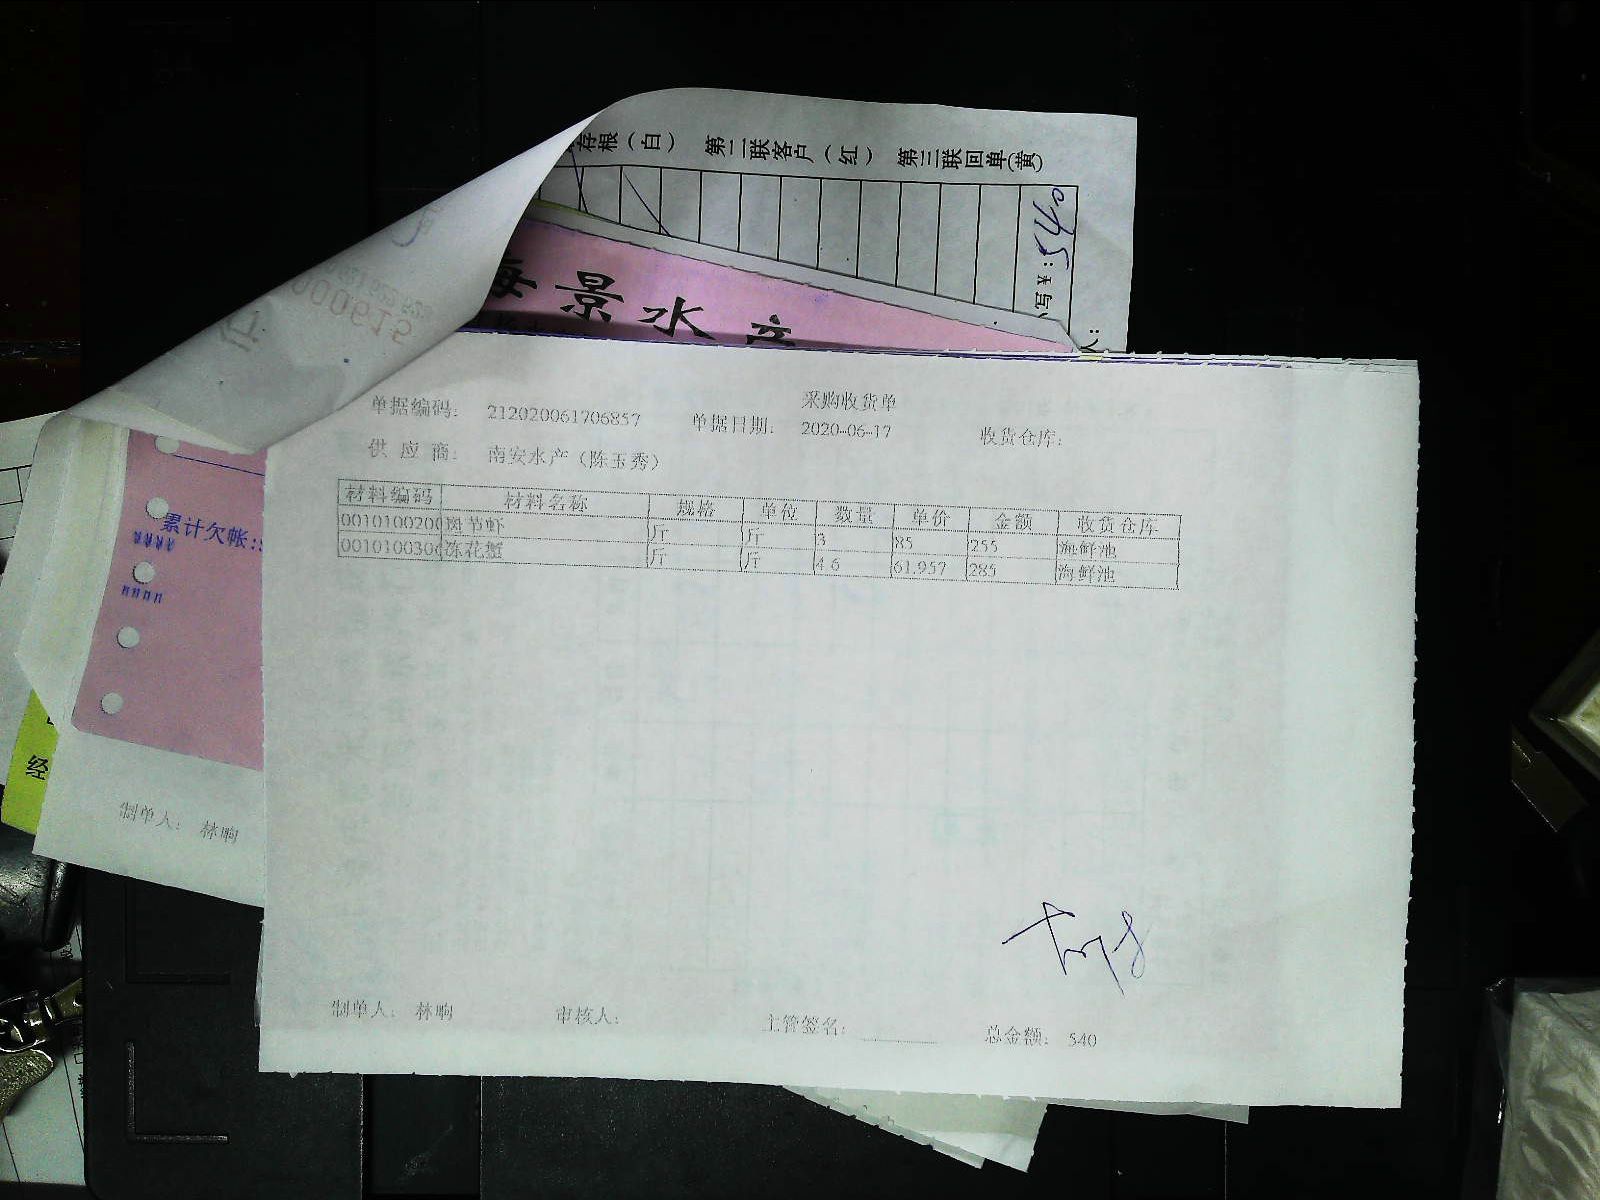 存根（白） 第二联客户（红） 第三联回单(黄)
540
海景水产
000615
采购收货单
单据编码： 212020061706857 单据日期： 2020-06-17 收货仓库：
供应商： 南安水产（陈玉秀）
材料编码 材料名称 规格 单位 数量 单价 金额 收货仓库
0010100200 斑节虾 斤 斤 3 85 255 海鲜池
001010030 冻花蟹 斤 斤 4.6 61.957 285 海鲜池
累计欠帐:
经
制单人： 林晌
制单人： 林晌 审核人： 主管签名： 总金额： 540